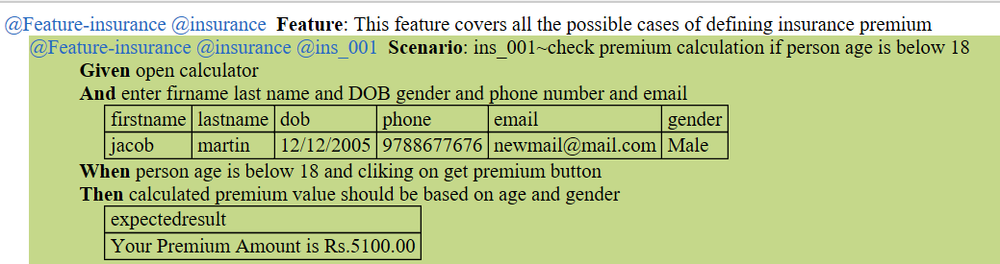 @Feature-insurance @insurance Feature: This feature covers all the possible cases of defining insurance premium
@Feature-insurance @insurance @ins_001 Scenario: ins_001~check premium calculation if person age is below 18
Given open calculator
And enter firname last name and DOB gender and phone number and email
firstname lastname dob phone email gender
jacob martin 12/12/2005 9788677676 newmail@mail.com Male
When person age is below 18 and cliking on get premium button
Then calculated premium value should be based on age and gender
expectedresult
Your Premium Amount is Rs.5100.00